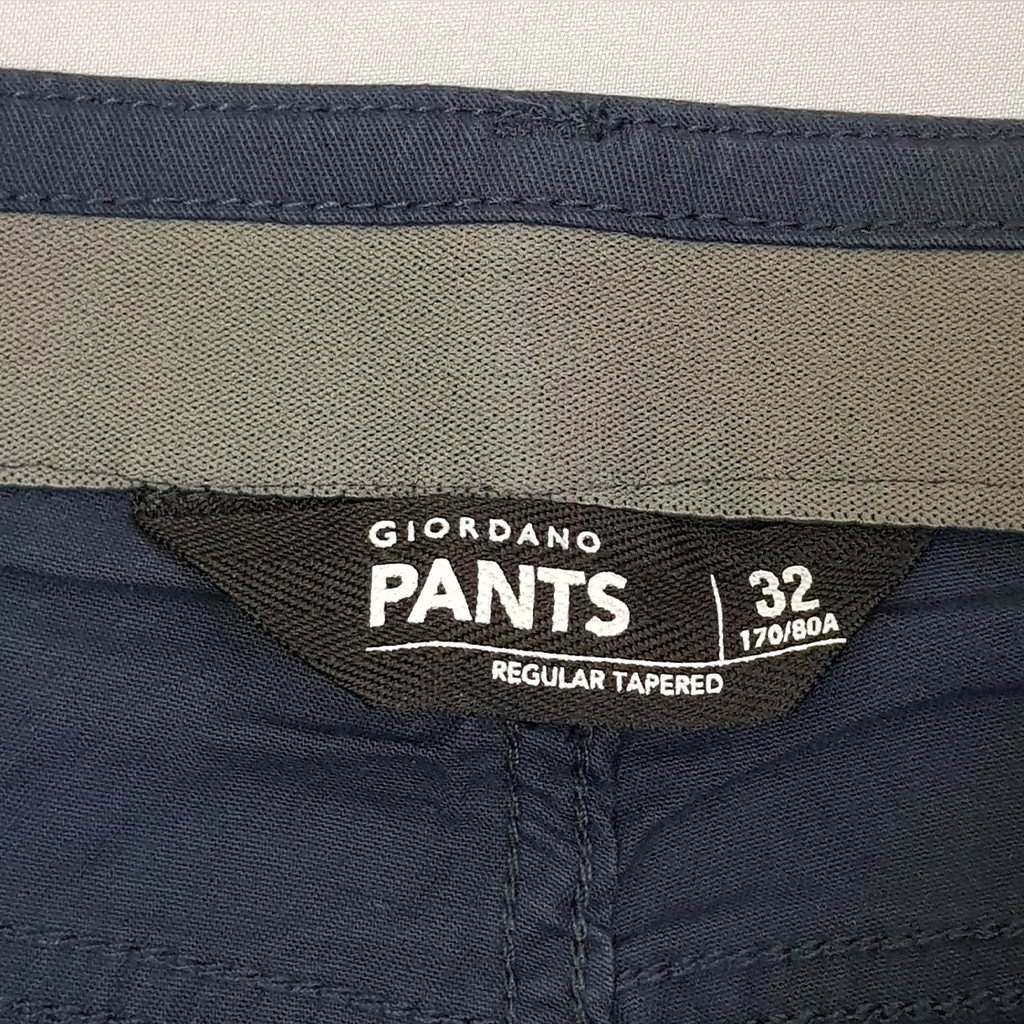 GIORDANO
PANTS
32
170/80A
REGULAR TAPERED